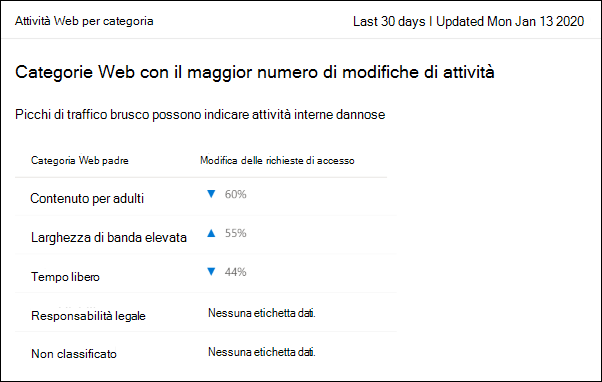 Attività Web per categoria
Last 30 days | Updated Mon Jan 13 2020
Categorie Web con il maggior numero di modifiche di attività
Picchi di traffico brusco possono indicare attività interne dannose
Categoria Web padre Modifica delle richieste di accesso
Contenuto per adulti ▼ 60%
Larghezza di banda elevata ▲ 55%
Tempo libero ▼ 44%
Responsabilità legale Nessuna etichetta dati.
Non classificato Nessuna etichetta dati.